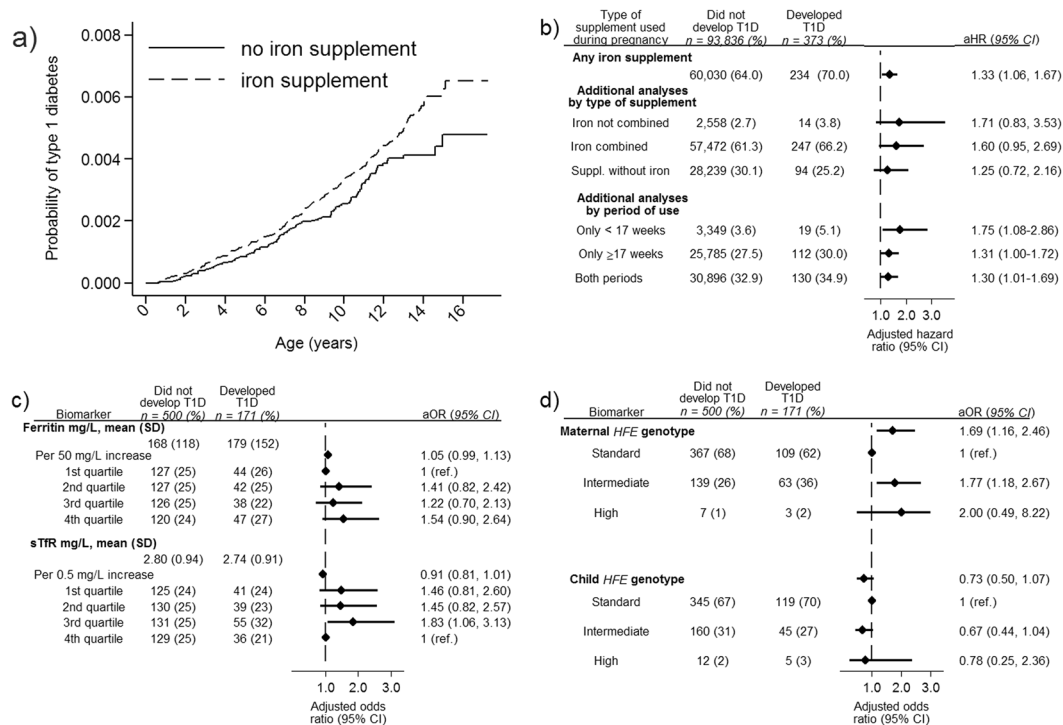 a)
0.008
0.006
0.004
0.002
0.000
Probability of type 1 diabetes
no iron supplement
iron supplement
0 2 4 6 8 10 12 14 16
Age (years)
b)
Type of supplement used during pregnancy
Did not develop T1D n = 93,836 (%)
Developed T1D n = 373 (%)
aHR (95% CI)
Any iron supplement
60,030 (64.0) 234 (70.0) 1.33 (1.06, 1.67)
Additional analyses
by type of supplement
Iron not combined 2,558 (2.7) 14 (3.8) 1.71 (0.83, 3.53)
Iron combined 57,472 (61.3) 247 (66.2) 1.60 (0.95, 2.69)
Suppl. without iron 28,239 (30.1) 94 (25.2) 1.25 (0.72, 2.16)
Additional analyses
by period of use
Only < 17 weeks 3,349 (3.6) 19 (5.1) 1.75 (1.08-2.86)
Only ≥17 weeks 25,785 (27.5) 112 (30.0) 1.31 (1.00-1.72)
Both periods 30,896 (32.9) 130 (34.9) 1.30 (1.01-1.69)
1.0 2.0 3.0
Adjusted hazard
ratio (95% CI)
c)
Biomarker
Did not develop T1D n = 500 (%)
Developed T1D n = 171 (%)
aOR (95% CI)
Ferritin mg/L, mean (SD)
168 (118) 179 (152)
Per 50 mg/L increase 1.05 (0.99, 1.13)
1st quartile 127 (25) 44 (26) 1 (ref.)
2nd quartile 127 (25) 42 (25) 1.41 (0.82, 2.42)
3rd quartile 126 (25) 38 (22) 1.22 (0.70, 2.13)
4th quartile 120 (24) 47 (27) 1.54 (0.90, 2.64)
sTfR mg/L, mean (SD)
2.80 (0.94) 2.74 (0.91)
Per 0.5 mg/L increase 0.91 (0.81, 1.01)
1st quartile 125 (24) 41 (24) 1.46 (0.81, 2.60)
2nd quartile 130 (25) 39 (23) 1.45 (0.82, 2.57)
3rd quartile 131 (25) 55 (32) 1.83 (1.06, 3.13)
4th quartile 129 (25) 36 (21) 1 (ref.)
1.0 2.0 3.0
Adjusted odds
ratio (95% CI)
d)
Biomarker
Did not develop T1D n = 500 (%)
Developed T1D n = 171 (%)
aOR (95% CI)
Maternal HFE genotype 1.69 (1.16, 2.46)
Standard 367 (68) 109 (62) 1 (ref.)
Intermediate 139 (26) 63 (36) 1.77 (1.18, 2.67)
High 7 (1) 3 (2) 2.00 (0.49, 8.22)
Child HFE genotype 0.73 (0.50, 1.07)
Standard 345 (67) 119 (70) 1 (ref.)
Intermediate 160 (31) 45 (27) 0.67 (0.44, 1.04)
High 12 (2) 5 (3) 0.78 (0.25, 2.36)
1.0 2.0 3.0
Adjusted odds
ratio (95% CI)